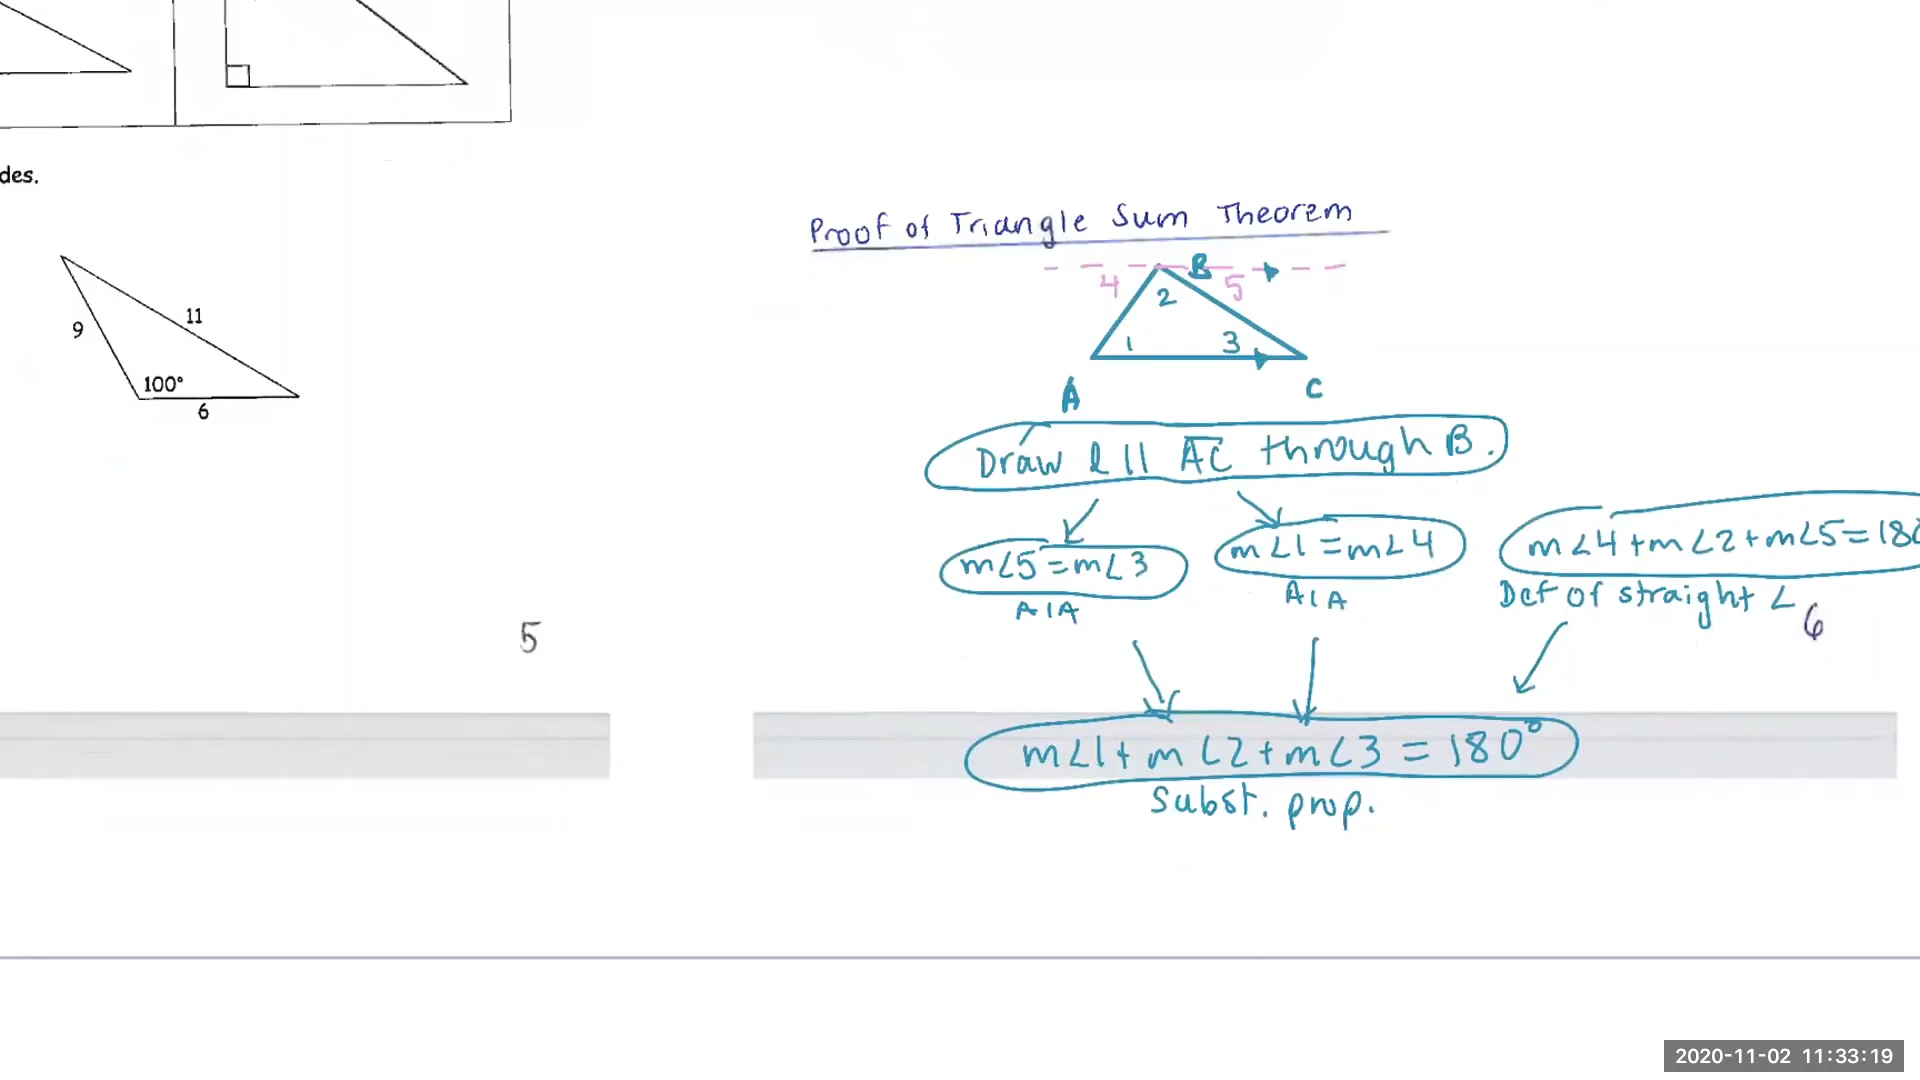 des.
9
11
100°
6
5
Proof of Triangle Sum Theorem
B
4
5
2
1
3
A
C
Draw l || AC through B.
m∠5 = m∠3
AIA
m∠1 = m∠4
AIA
m∠4 + m∠2 + m∠5 = 180
Def of straight ∠
6
m∠1 + m∠2 + m∠3 = 180°
Subst. prop.
2020-11-02 11:33:19